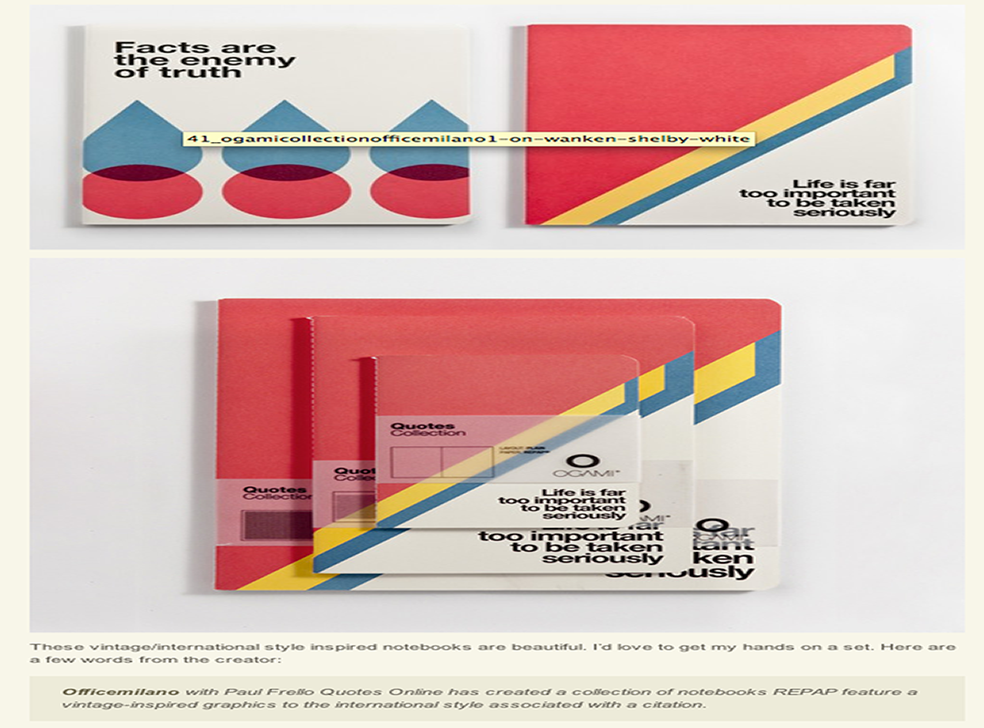 Facts are
the enemy
of truth
41_ogamicollectionofficemilano1-on-wanken-shelby-white
Life is far
too important
to be taken
seriously
Quotes
Collection
OGAMI
Life is far
too important
to be taken
seriously
Quotes
Quotes
Collection
too important
to be taken
seriously
ken
seriously
These vintage/international style inspired notebooks are beautiful. I'd love to get my hands on a set. Here are
a few words from the creator:
Officemilano with Paul Frello Quotes Online has created a collection of notebooks REPAP feature a
vintage-inspired graphics to the international style associated with a citation.